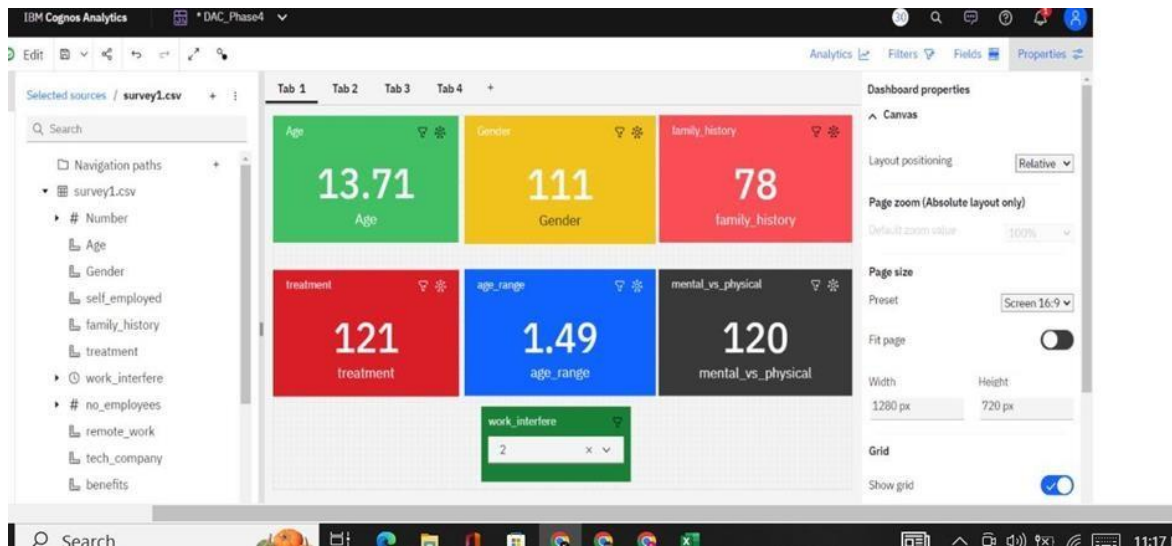 IBM Cognos Analytics
* DAC_Phase4
30
Edit
Analytics
Filters
Fields
Properties
Selected sources / survey1.csv
Search
Navigation paths
survey1.csv
# Number
Age
Gender
self_employed
family_history
treatment
work_interfere
# no_employees
remote_work
tech_company
benefits
Tab 1
Tab 2
Tab 3
Tab 4
Age
13.71
Age
Gender
111
Gender
family_history
78
family_history
treatment
121
treatment
age_range
1.49
age_range
mental_vs_physical
120
mental_vs_physical
work_interfere
2
Dashboard properties
Canvas
Layout positioning
Relative
Page zoom (Absolute layout only)
Default zoom value
100%
Page size
Preset
Screen 16:9
Fit page
Width
Height
1280 px
720 px
Grid
Show grid
Search
11:17